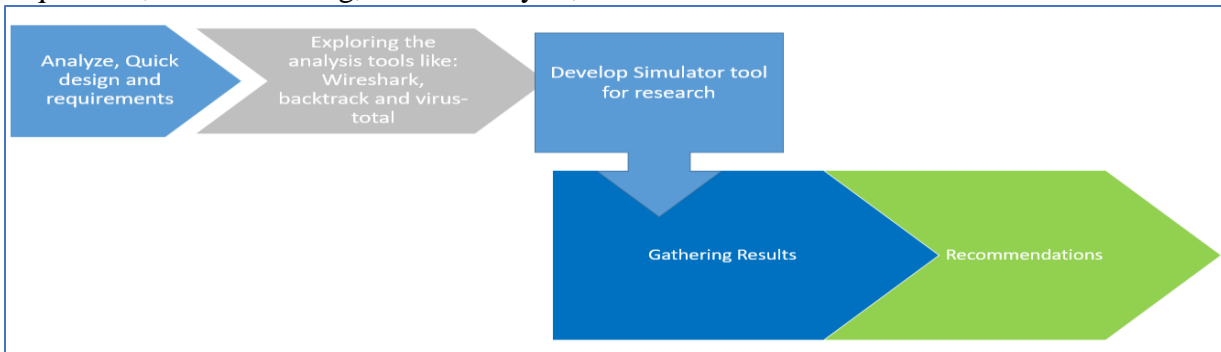 Analyze, Quick
design and
requirements
Exploring the
analysis tools like:
Wireshark,
backtrack and virus-
total
Develop Simulator tool
for research
Gathering Results
Recommendations